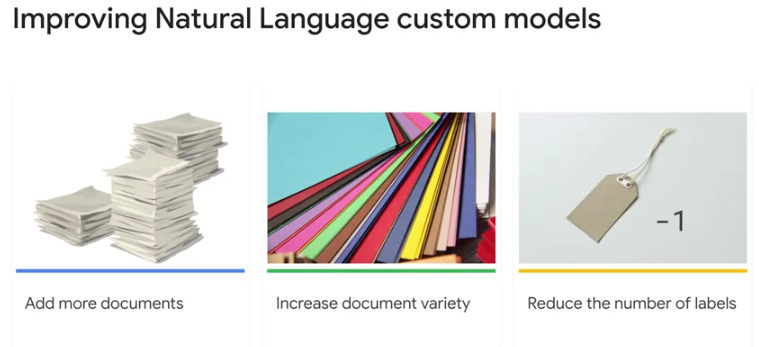 Improving Natural Language custom models
-1
Add more documents
Increase document variety
Reduce the number of labels